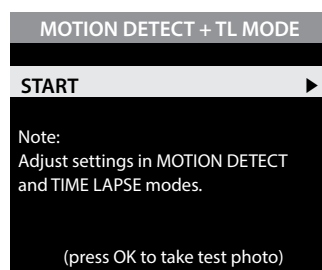 MOTION DETECT + TL MODE
START
Note:
Adjust settings in MOTION DETECT
and TIME LAPSE modes.
(press OK to take test photo)